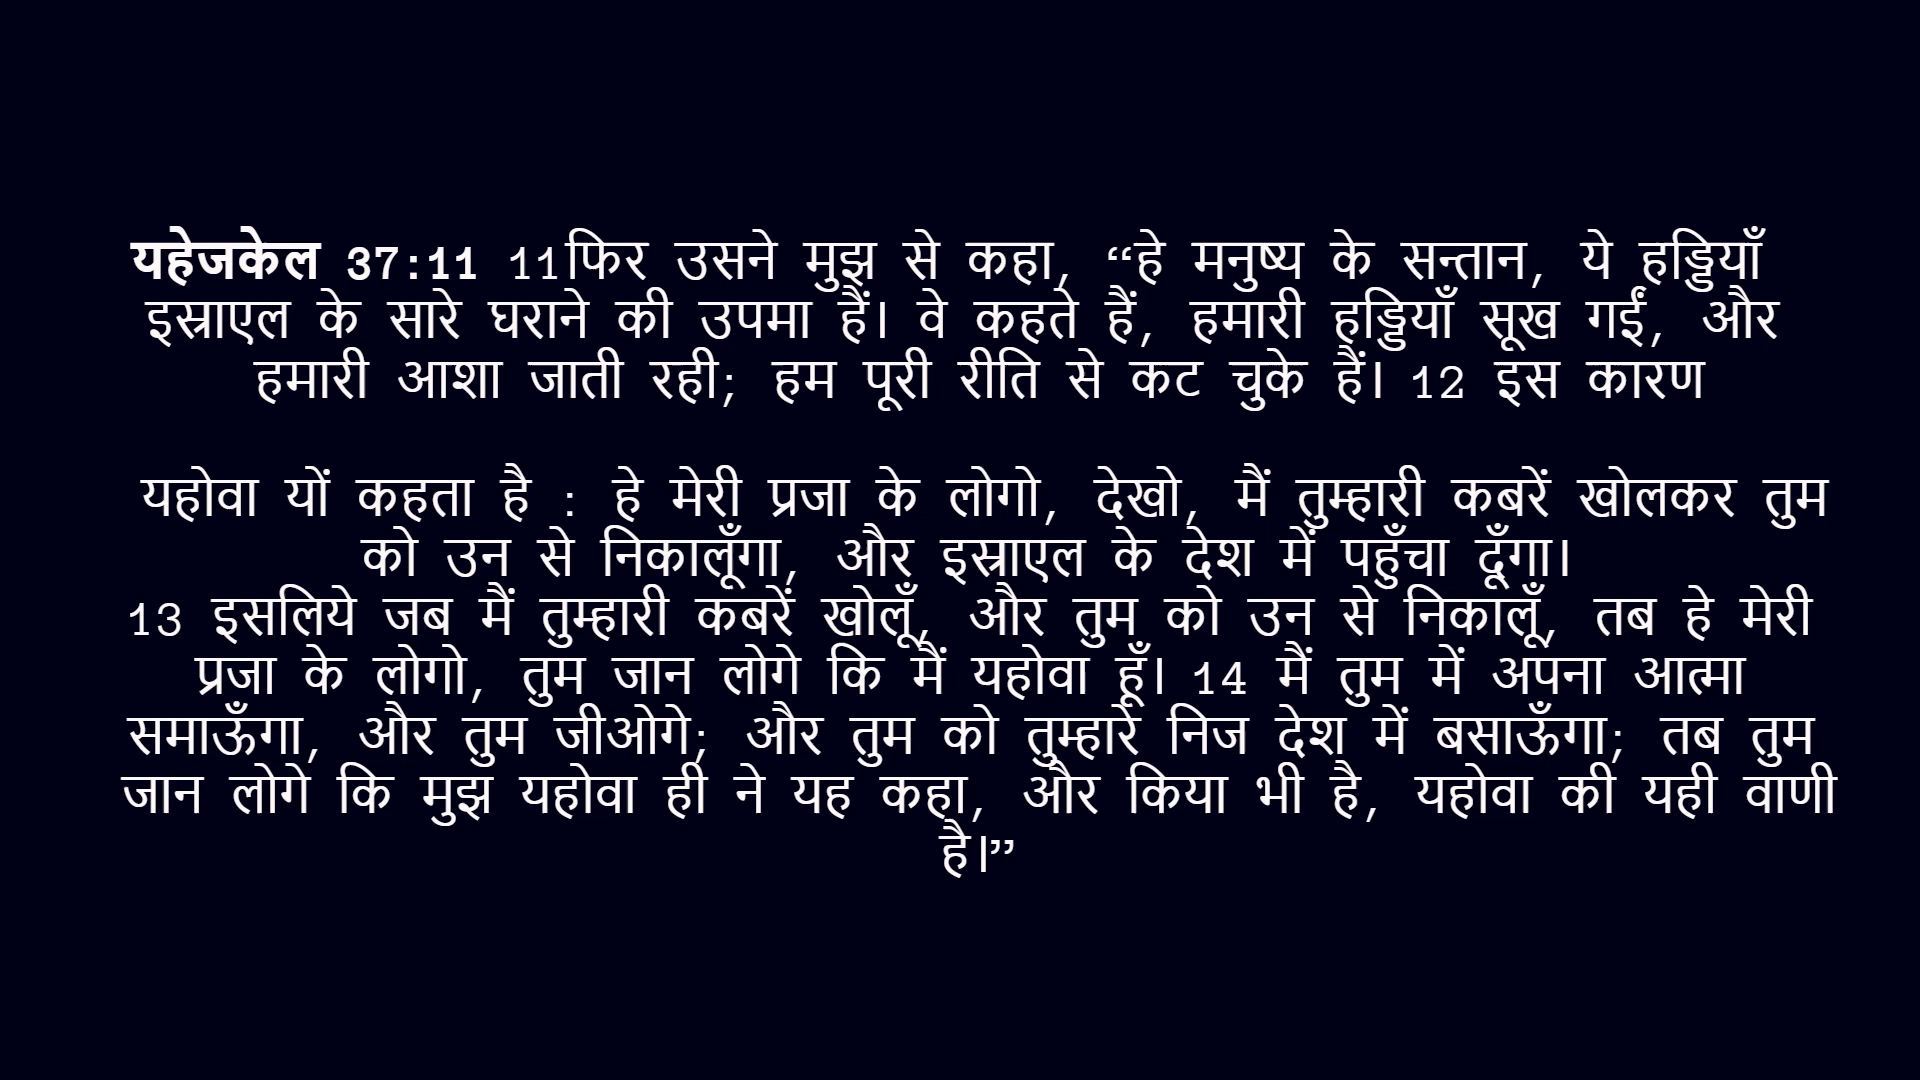 यहेजकेल 37:11 11फिर उसने मुझ से कहा, “हे मनुष्य के सन्तान, ये हड्डियाँ
इस्राएल के सारे घराने की उपमा हैं। वे कहते हैं, हमारी हड्डियाँ सूख गईं, और
हमारी आशा जाती रही; हम पूरी रीति से कट चुके हैं। 12 इस कारण
यहोवा यों कहता है : हे मेरी प्रजा के लोगो, देखो, मैं तुम्हारी कबरें खोलकर तुम
को उन से निकालूँगा, और इस्राएल के देश में पहुँचा दूँगा।
13 इसलिये जब मैं तुम्हारी कबरें खोलूँ, और तुम को उन से निकालूँ, तब हे मेरी
प्रजा के लोगो, तुम जान लोगे कि मैं यहोवा हूँ। 14 मैं तुम में अपना आत्मा
समाऊँगा, और तुम जीओगे; और तुम को तुम्हारे निज देश में बसाऊँगा; तब तुम
जान लोगे कि मुझ यहोवा ही ने यह कहा, और किया भी है, यहोवा की यही वाणी
है।”